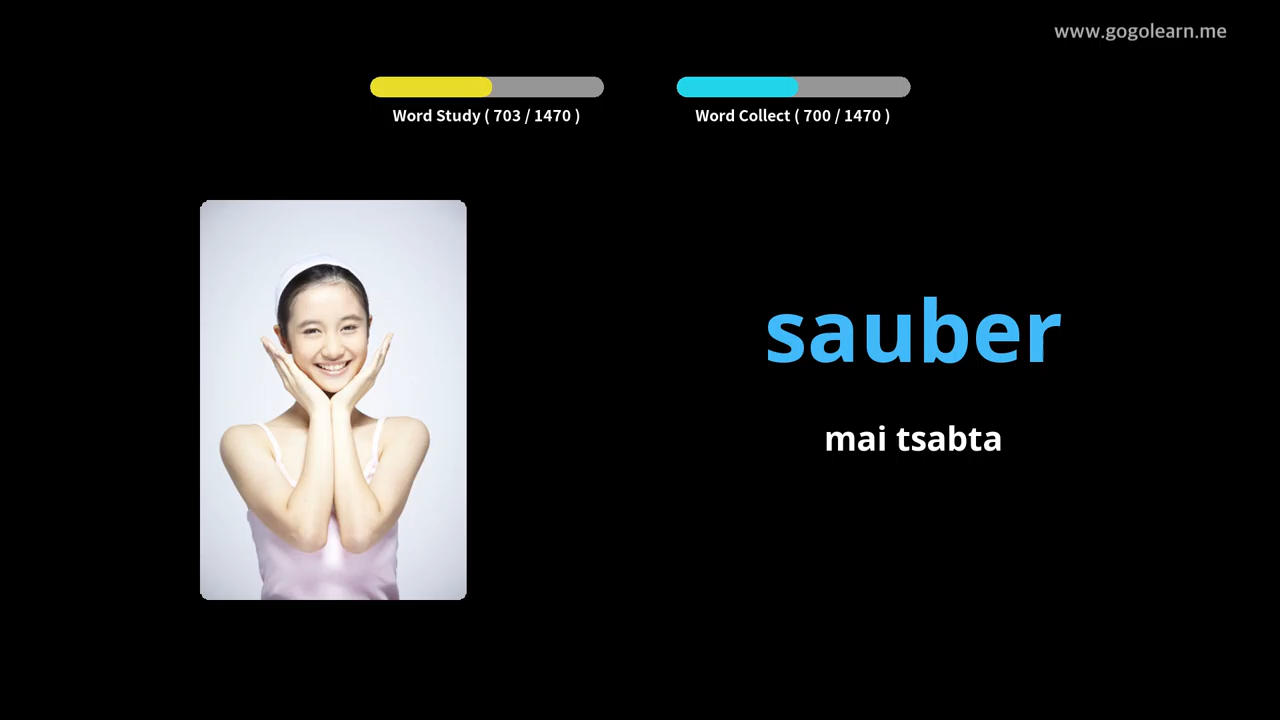 www.gogolearn.me
Word Study ( 703 / 1470 )
Word Collect ( 700 / 1470 )
sauber
mai tsabta